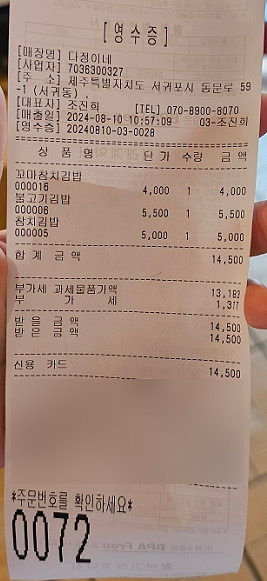 [영수증]
[매장명] 다정이네
[사업자] 7036300327
[주 소] 제주특별자치도 서귀포시 동문로 59
-1 (서귀동),
[대표자] 조진희 [TEL] 070-8900-8070
[매출일] 2024-08-10 10:57:09 03-조진희
[영수증] 20240810-03-0028
상 품 명 단 가 수량 금 액
꼬마참치김밥
000016 4,000 1 4,000
불고기김밥
000006 5,500 1 5,500
참치김밥
000005 5,000 1 5,000
합 계 금 액 14,500
부가세 과세물품가액 13,183
부 가 세 1,317
받 을 금 액 14,500
받 은 금 액 14,500
신용 카드 14,500
*주문번호를 확인하세요*
0072